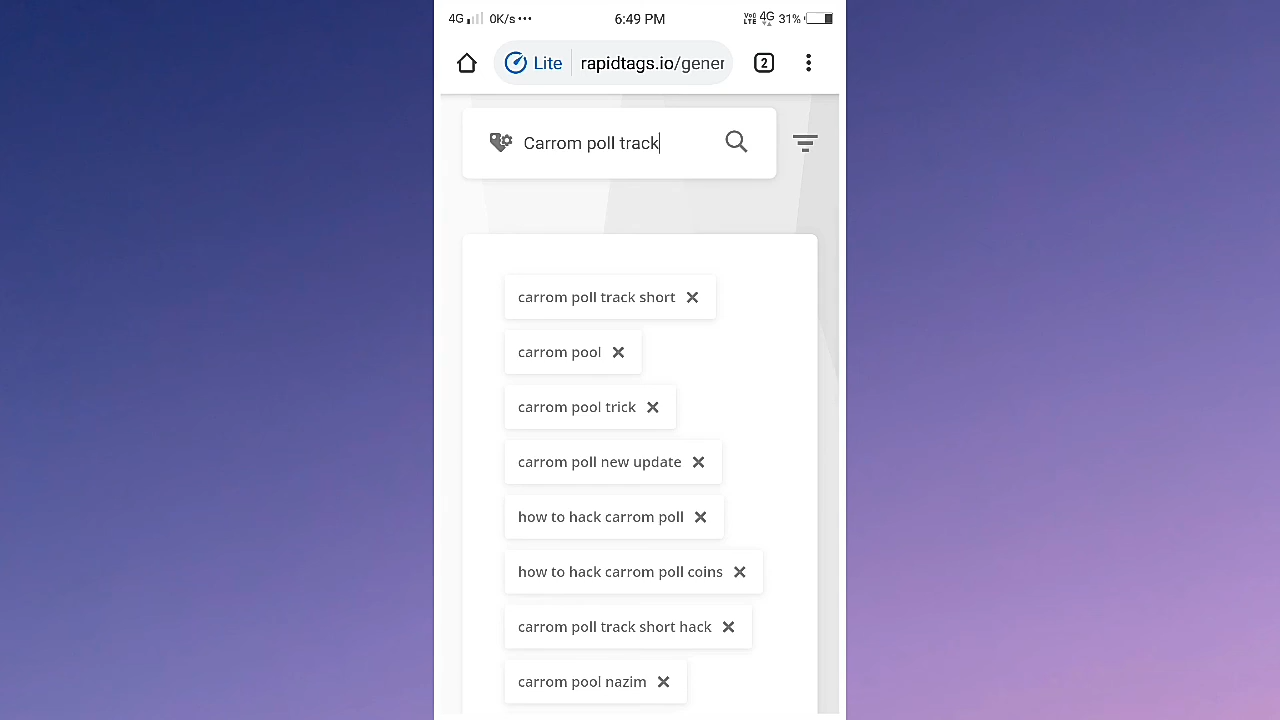 4G 0K/s ••• 6:49 PM VoO LTE 4G 31%
Lite rapidtags.io/gener 2
Carrom poll track
carrom poll track short ✕
carrom pool ✕
carrom pool trick ✕
carrom poll new update ✕
how to hack carrom poll ✕
how to hack carrom poll coins ✕
carrom poll track short hack ✕
carrom pool nazim ✕